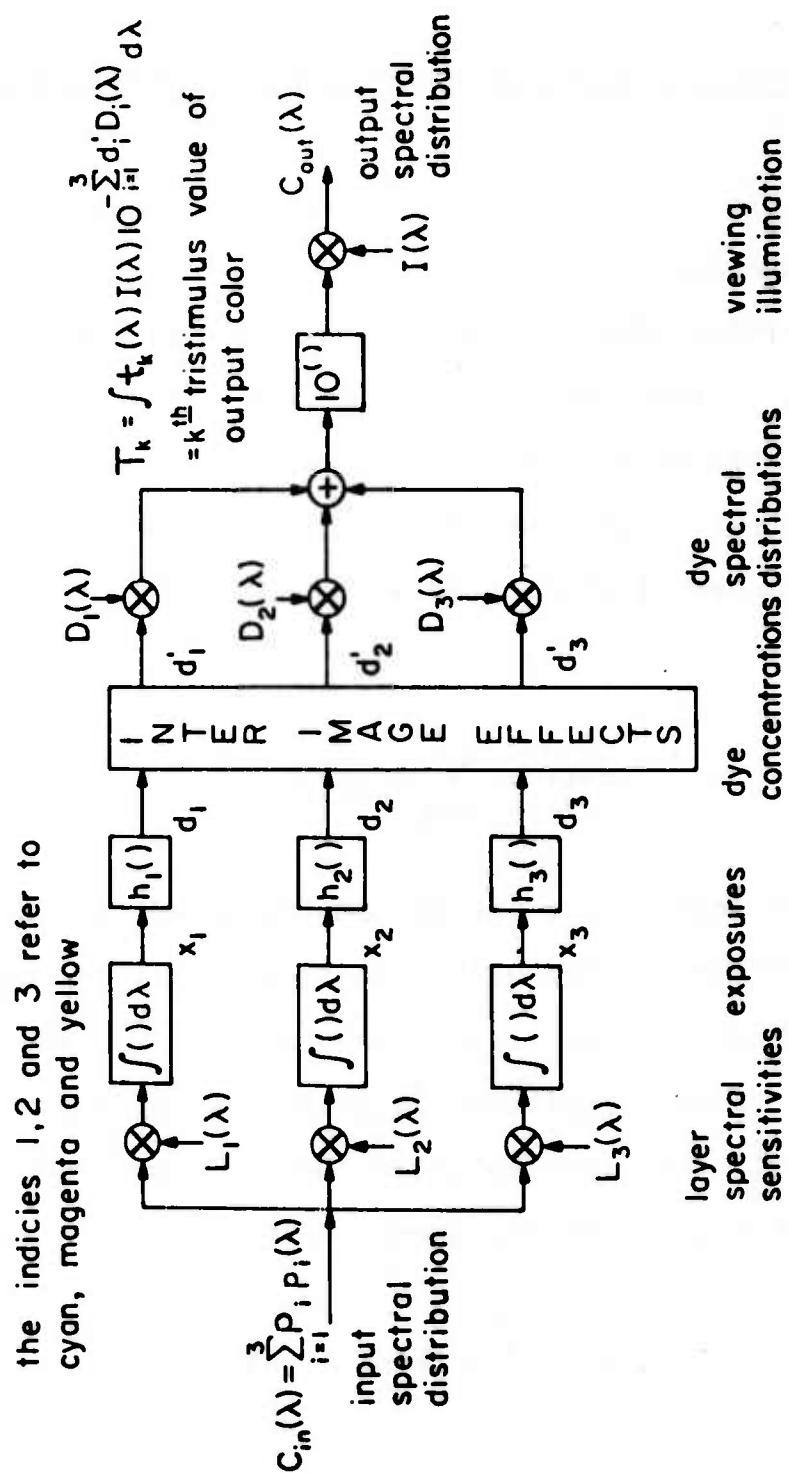 the indicies 1,2 and 3 refer to
cyan, magenta and yellow
C_in(λ) = ∑_{i=1}^{3} P_i p_i(λ)
input
spectral
distribution
L_1(λ)
L_2(λ)
L_3(λ)
∫( )dλ
∫( )dλ
∫( )dλ
x_1
x_2
x_3
h_1( )
h_2( )
h_3( )
d_1
d_2
d_3
INTER IMAGE EFFECTS
d'_1
d'_2
d'_3
D_1(λ)
D_2(λ)
D_3(λ)
+
10^( )
I(λ)
C_out(λ)
output
spectral
distribution
T_k = ∫ t_k(λ) I(λ) 10^{-∑_{i=1}^{3} d'_i D_i(λ)} dλ
= k^th tristimulus value of
output color
layer
spectral
sensitivities
exposures
dye
concentrations
dye
spectral
distributions
viewing
illumination